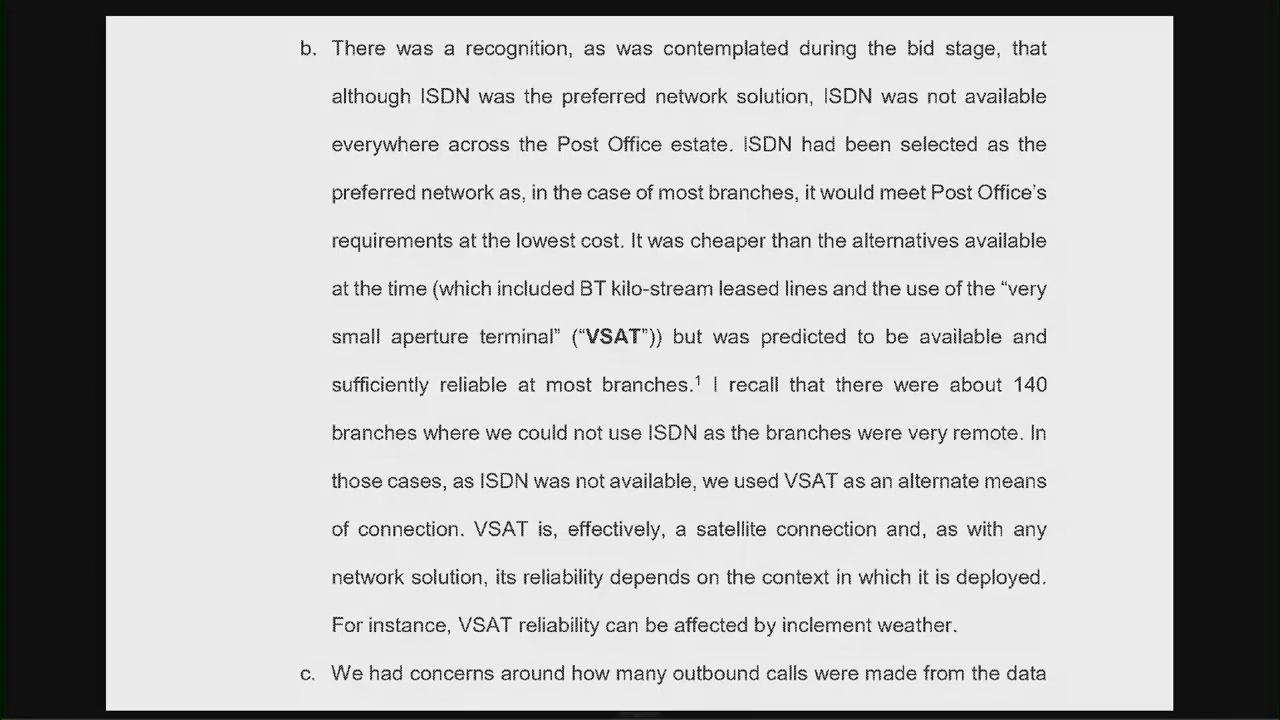 b. There was a recognition, as was contemplated during the bid stage, that
although ISDN was the preferred network solution, ISDN was not available
everywhere across the Post Office estate. ISDN had been selected as the
preferred network as, in the case of most branches, it would meet Post Office's
requirements at the lowest cost. It was cheaper than the alternatives available
at the time (which included BT kilo-stream leased lines and the use of the “very
small aperture terminal” (“VSAT”)) but was predicted to be available and
sufficiently reliable at most branches.¹ I recall that there were about 140
branches where we could not use ISDN as the branches were very remote. In
those cases, as ISDN was not available, we used VSAT as an alternate means
of connection. VSAT is, effectively, a satellite connection and, as with any
network solution, its reliability depends on the context in which it is deployed.
For instance, VSAT reliability can be affected by inclement weather.
c. We had concerns around how many outbound calls were made from the data